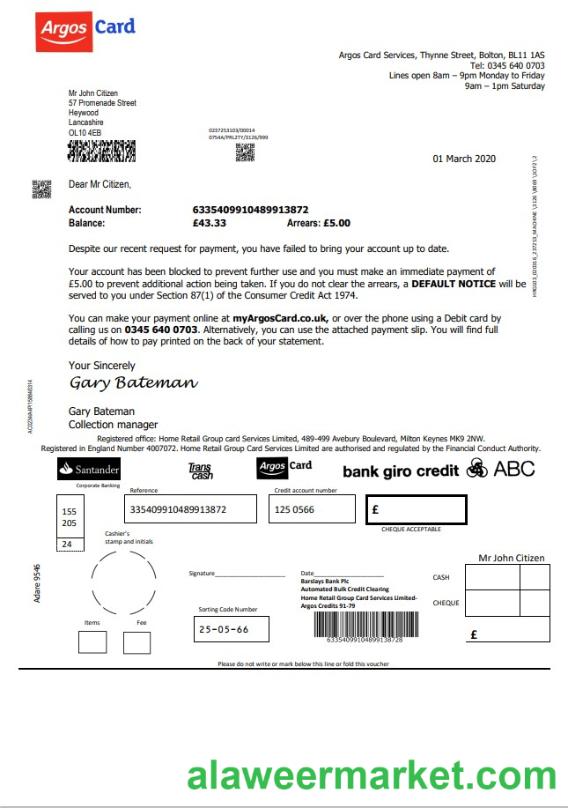 Argos Card
Argos Card Services, Thynne Street, Bolton, BL11 1AS
Tel: 0345 640 0703
Lines open 8am – 9pm Monday to Friday
9am – 1pm Saturday
Mr John Citizen
57 Promenade Street
Heywood
Lancashire
OL10 4EB
0237253103/00014
01 March 2020
Dear Mr Citizen,
Account Number: 6335409910489913872
Balance: £43.33 Arrears: £5.00
Despite our recent request for payment, you have failed to bring your account up to date.
Your account has been blocked to prevent further use and you must make an immediate payment of
£5.00 to prevent additional action being taken. If you do not clear the arrears, a DEFAULT NOTICE will be
served to you under Section 87(1) of the Consumer Credit Act 1974.
You can make your payment online at myArgosCard.co.uk, or over the phone using a Debit card by
calling us on 0345 640 0703. Alternatively, you can use the attached payment slip. You will find full
details of how to pay printed on the back of your statement.
Your Sincerely
Gary Bateman
Gary Bateman
Collection manager
Registered office: Home Retail Group card Services Limited, 489-499 Avebury Boulevard, Milton Keynes MK9 2NW.
Registered in England Number 4007072. Home Retail Group Card Services Limited are authorised and regulated by the Financial Conduct Authority.
Santander
Corporate Banking
Trans cash
Argos Card
bank giro credit
ABC
Reference
335409910489913872
Credit account number
125 0566
£
CHEQUE ACCEPTABLE
155
205
24
Cashier's
stamp and initials
Mr John Citizen
Adare 9546
Signature
Date
Barslays Bank Plc
Automated Bulk Credit Clearing
Home Retail Group Card Services Limited-
Argos Credits 91-79
CASH
CHEQUE
£
Sorting Code Number
25-05-66
63354099104899138728
Items
Fee
Please do not write or mark below this line or fold this voucher
alaweermarket.com